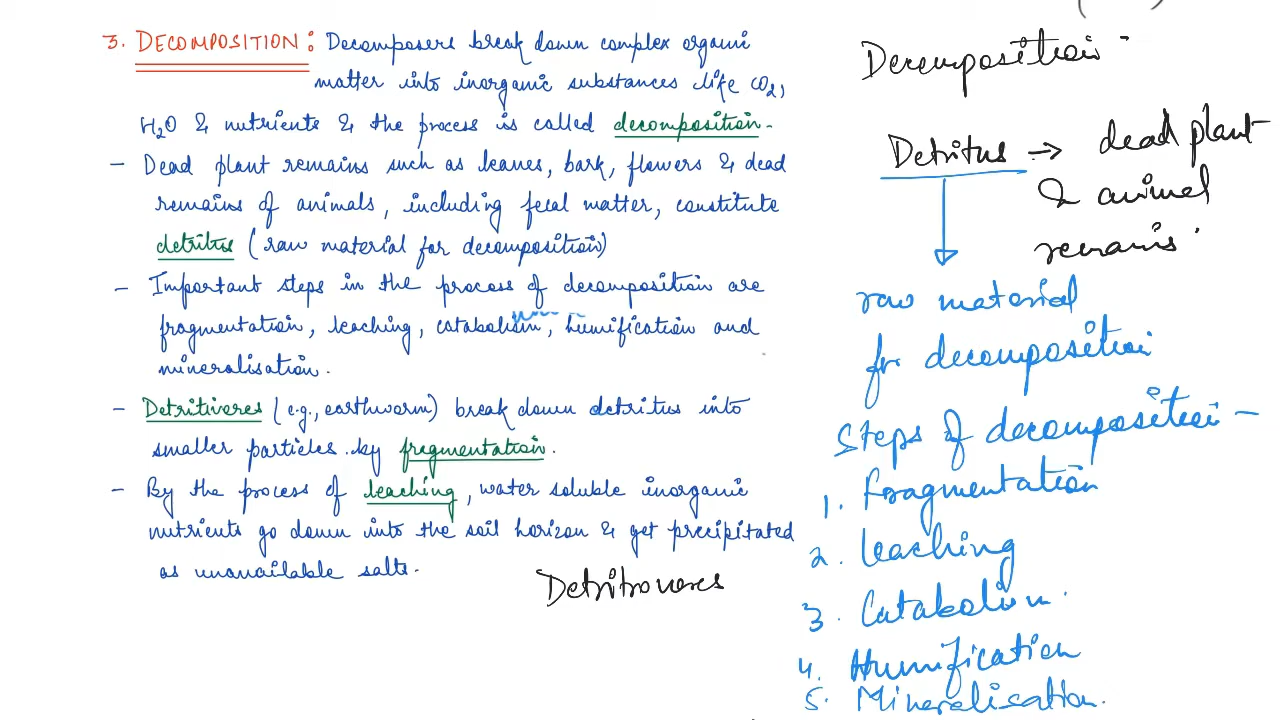 3. DECOMPOSITION: Decomposers break down complex organic
matter into inorganic substances life CO2,
H2O & nutrients & the process is called decomposition.
- Dead plant remains such as leaves, bark, flowers & dead
remains of animals, including fecal matter, constitute
detritus (raw material for decomposition)
- Important steps in the process of decomposition are
fragmentation, leaching, catabolism, humification and
mineralisation.
- Detritivores (e.g., earthworm) break down detritus into
smaller particles by fregmentation.
- By the process of leaching, water soluble inorganic
nutrients go down into the soil horizon & get precipitated
as unavailable salts.
Detritrovores
Decomposition -
Detritus → dead plant
& animal
remains.
raw material
for decomposition
Steps of decomposition -
1. Fragmentation
2. leaching
3. Catabolism.
4. Humification
5. Mineralisation.